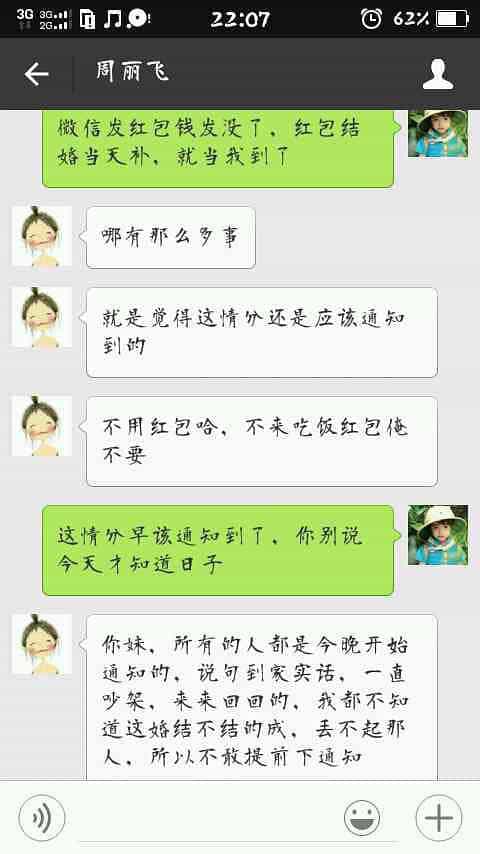 3G 3G 2G 22:07 62%
周丽飞
微信发红包钱发没了，红包结
婚当天补，就当我到了
哪有那么多事
就是觉得这情分还是应该通知
到的
不用红包哈，不来吃饭红包俺
不要
这情分早该通知到了，你别说
今天才知道日子
你妹，所有的人都是今晚开始
通知的，说句到家实话，一直
吵架，来来回回的，我都不知
道这婚结不结的成，丢不起那
人，所以不敢提前下通知